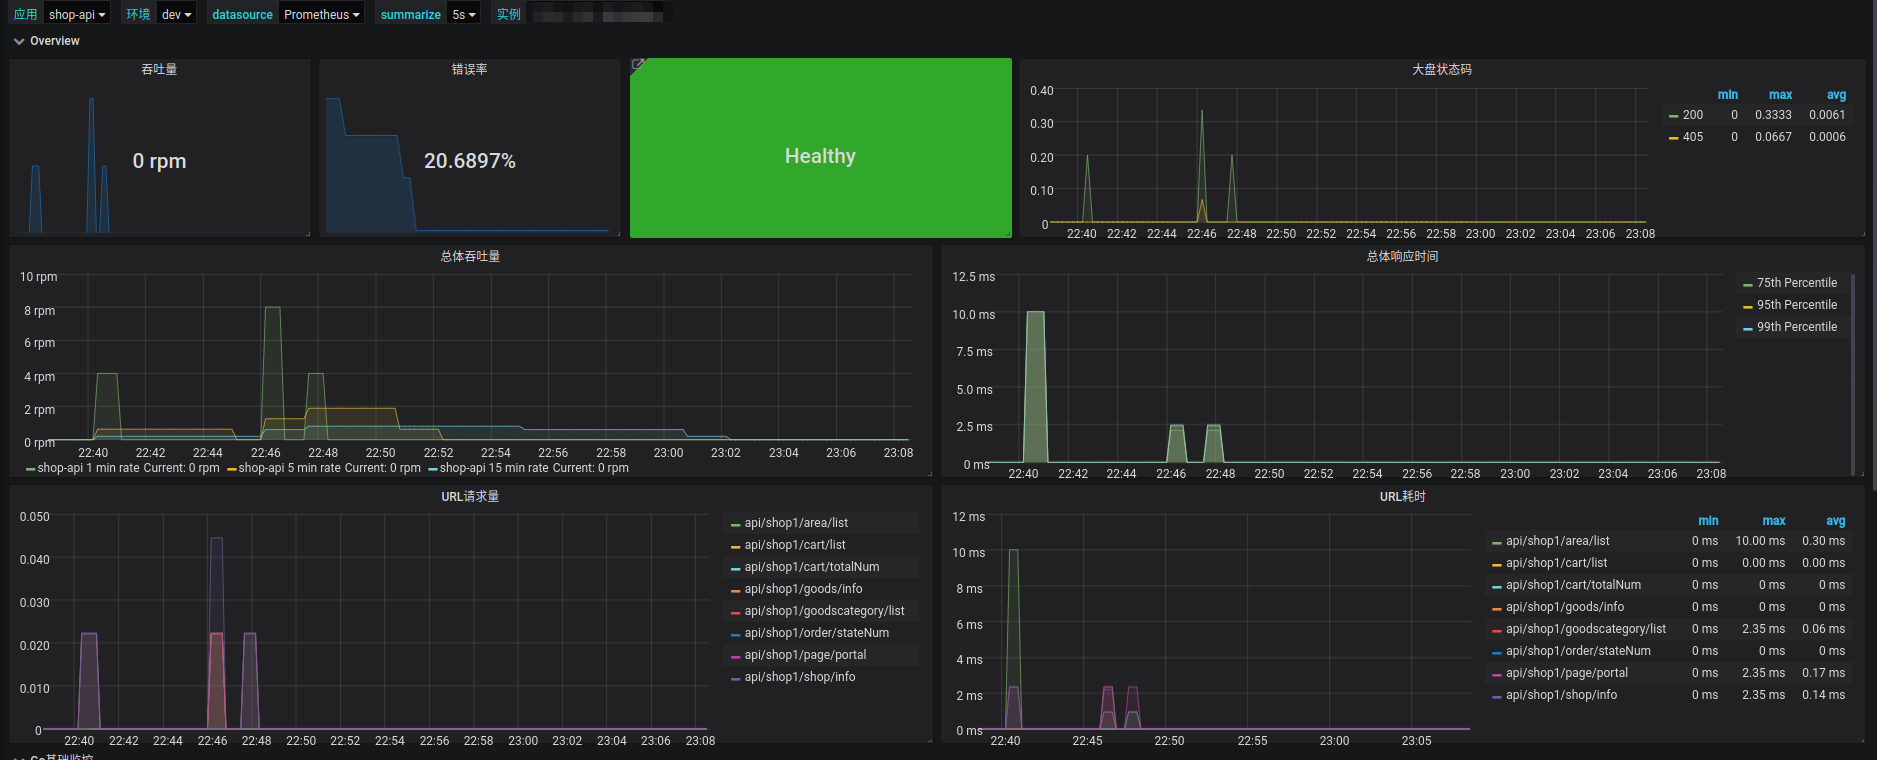 应用 shop-api 环境 dev datasource Prometheus summarize 5s 实例
Overview
吞吐量
0 rpm
错误率
20.6897%
Healthy
大盘状态码
0.40
0.30
0.20
0.10
0
22:40 22:42 22:44 22:46 22:48 22:50 22:52 22:54 22:56 22:58 23:00 23:02 23:04 23:06 23:08
min max avg
200 0 0.3333 0.0061
405 0 0.0667 0.0006
总体吞吐量
10 rpm
8 rpm
6 rpm
4 rpm
2 rpm
0 rpm
22:40 22:42 22:44 22:46 22:48 22:50 22:52 22:54 22:56 22:58 23:00 23:02 23:04 23:06 23:08
shop-api 1 min rate Current: 0 rpm shop-api 5 min rate Current: 0 rpm shop-api 15 min rate Current: 0 rpm
总体响应时间
12.5 ms
10.0 ms
7.5 ms
5.0 ms
2.5 ms
0 ms
22:40 22:42 22:44 22:46 22:48 22:50 22:52 22:54 22:56 22:58 23:00 23:02 23:04 23:06 23:08
75th Percentile
95th Percentile
99th Percentile
URL请求量
0.050
0.040
0.030
0.020
0.010
0
22:40 22:42 22:44 22:46 22:48 22:50 22:52 22:54 22:56 22:58 23:00 23:02 23:04 23:06 23:08
api/shop1/area/list
api/shop1/cart/list
api/shop1/cart/totalNum
api/shop1/goods/info
api/shop1/goodscategory/list
api/shop1/order/stateNum
api/shop1/page/portal
api/shop1/shop/info
URL耗时
12 ms
10 ms
8 ms
6 ms
4 ms
2 ms
0 ms
22:40 22:45 22:50 22:55 23:00 23:05
min max avg
api/shop1/area/list 0 ms 10.00 ms 0.30 ms
api/shop1/cart/list 0 ms 0.00 ms 0.00 ms
api/shop1/cart/totalNum 0 ms 0 ms 0 ms
api/shop1/goods/info 0 ms 0 ms 0 ms
api/shop1/goodscategory/list 0 ms 2.35 ms 0.06 ms
api/shop1/order/stateNum 0 ms 0 ms 0 ms
api/shop1/page/portal 0 ms 2.35 ms 0.17 ms
api/shop1/shop/info 0 ms 2.35 ms 0.14 ms
Go基础监控